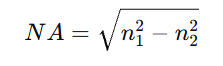 NA = √(n₁² − n₂²)